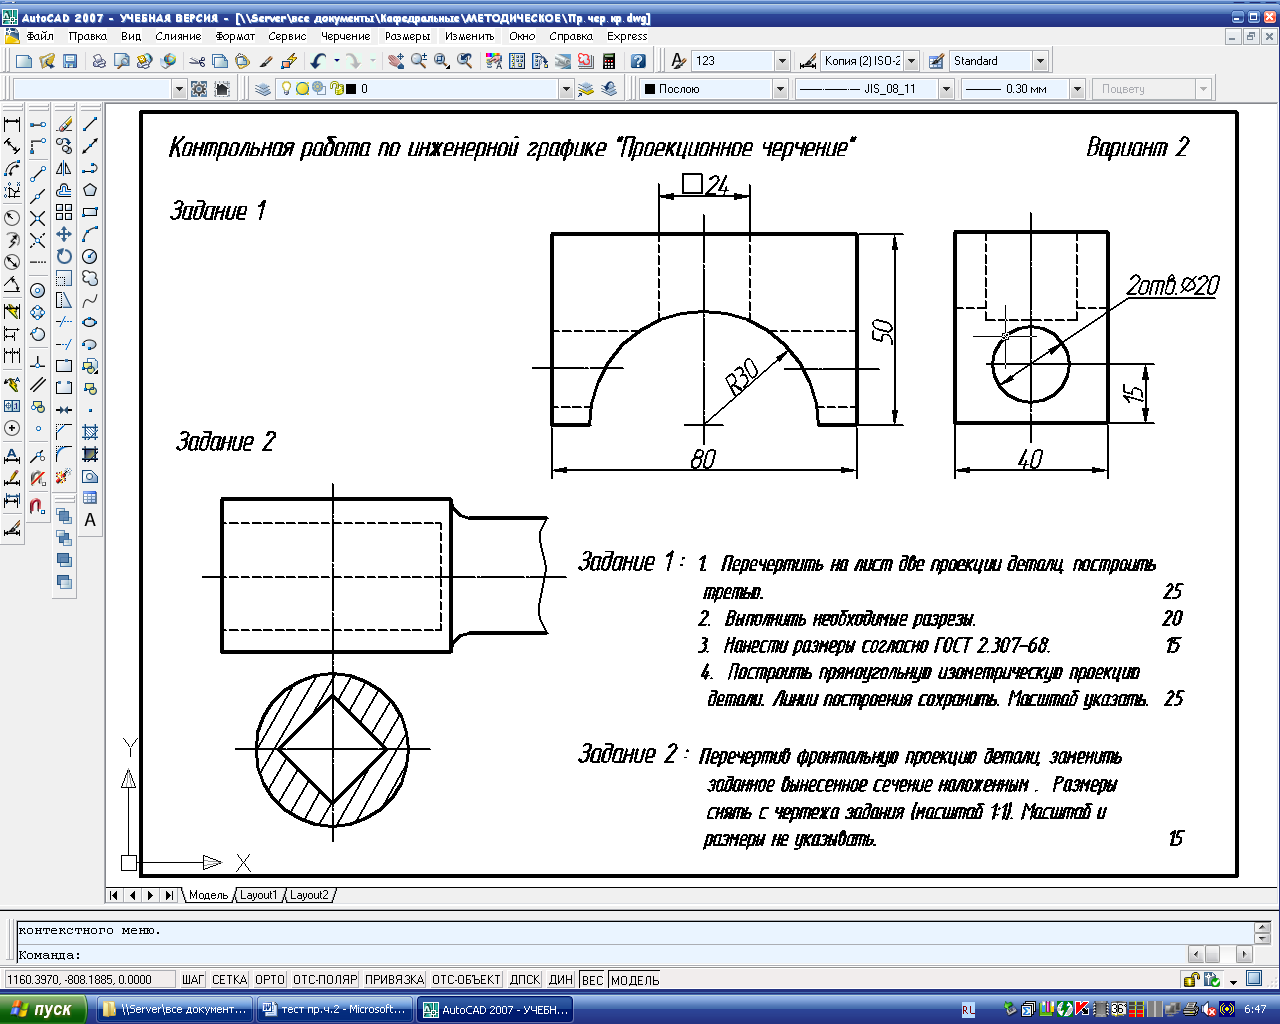 AutoCAD 2007 - УЧЕБНАЯ ВЕРСИЯ - [\\Server\все документы\Кафедральные\МЕТОДИЧЕСКОЕ\Пр.чер.кр.dwg]
Файл Правка Вид Слияние Формат Сервис Черчение Размеры Изменить Окно Справка Express
123 Копия (2) ISO-2 Standard
0 Послою JIS_08_11 0.30 мм Поцвету
Контрольная работа по инженерной графике "Проекционное черчение" Вариант 2
Задание 1
□24
2отв.⌀20
50
R30
15
80
40
Задание 2
Задание 1 : 1. Перечертить на лист две проекции детали, построить
третью. 25
2. Выполнить необходимые разрезы. 20
3. Нанести размеры согласно ГОСТ 2.307-68. 15
4. Построить прямоугольную изометрическую проекцию
детали. Линии построения сохранить. Масштаб указать. 25
Задание 2 : Перечертив фронтальную проекцию детали, заменить
заданное вынесенное сечение наложенным . Размеры
снять с чертежа задания (масштаб 1:1). Масштаб и
размеры не указывать. 15
Y
X
Модель Layout1 Layout2
контекстного меню.
Команда:
1160.3970, -808.1885, 0.0000 ШАГ СЕТКА ОРТО ОТС-ПОЛЯР ПРИВЯЗКА ОТС-ОБЪЕКТ ДПСК ДИН ВЕС МОДЕЛЬ
пуск \\Server\все документ... тест пр.ч.2 - Microsoft... AutoCAD 2007 - УЧЕБН... RL 6:47